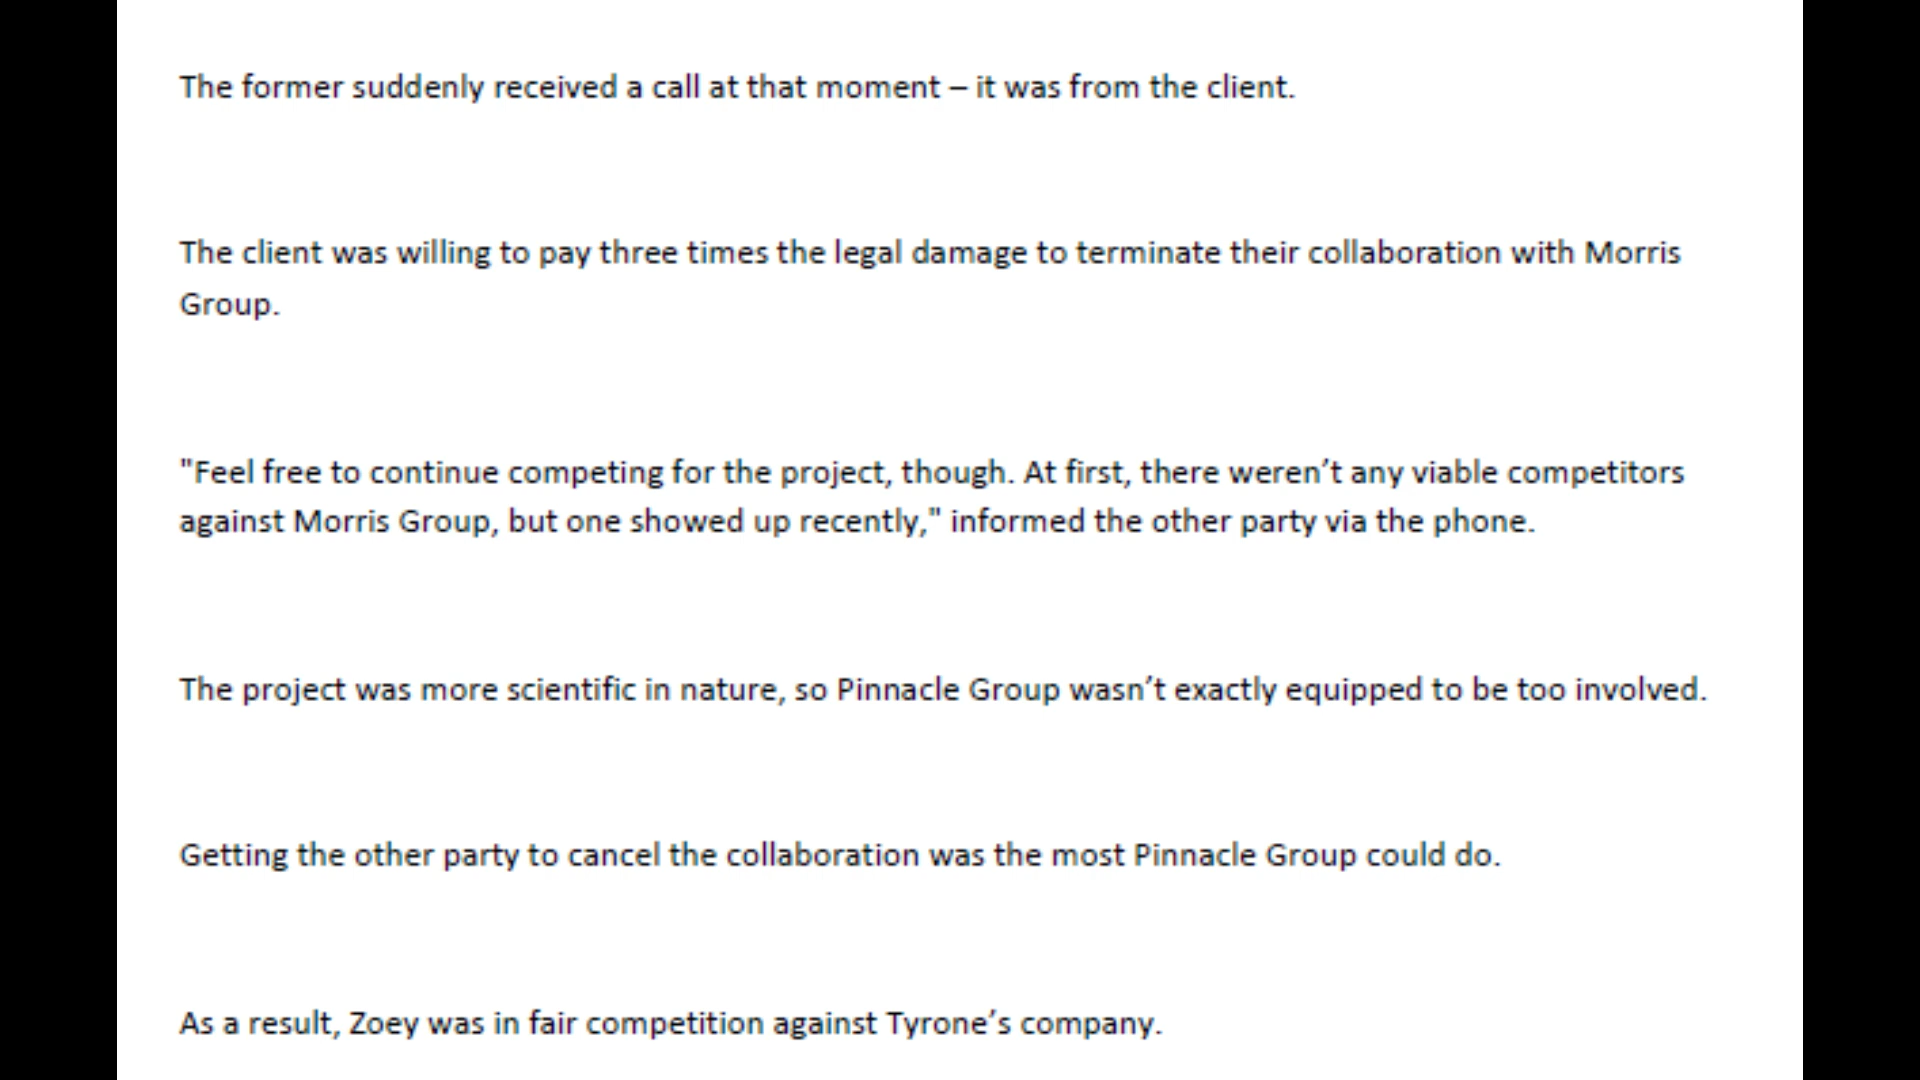 The former suddenly received a call at that moment – it was from the client.
The client was willing to pay three times the legal damage to terminate their collaboration with Morris
Group.
"Feel free to continue competing for the project, though. At first, there weren’t any viable competitors
against Morris Group, but one showed up recently," informed the other party via the phone.
The project was more scientific in nature, so Pinnacle Group wasn’t exactly equipped to be too involved.
Getting the other party to cancel the collaboration was the most Pinnacle Group could do.
As a result, Zoey was in fair competition against Tyrone’s company.